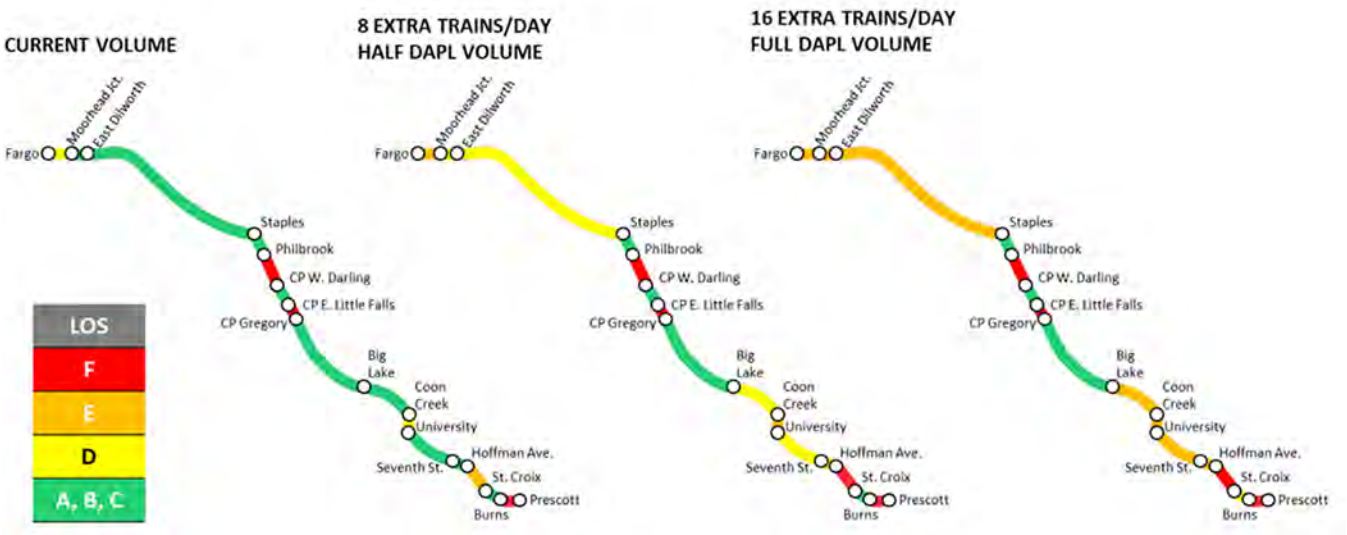 CURRENT VOLUME
8 EXTRA TRAINS/DAY
HALF DAPL VOLUME
16 EXTRA TRAINS/DAY
FULL DAPL VOLUME
Moorhead Jct.
East Dilworth
Fargo
Staples
Philbrook
CP W. Darling
CP E. Little Falls
CP Gregory
Big
Lake
Coon
Creek
University
Hoffman Ave.
Seventh St.
St. Croix
Prescott
Burns
Moorhead Jct.
East Dilworth
Fargo
Staples
Philbrook
CP W. Darling
CP E. Little Falls
CP Gregory
Big
Lake
Coon
Creek
University
Hoffman Ave.
Seventh St.
St. Croix
Prescott
Burns
Moorhead Jct.
East Dilworth
Fargo
Staples
Philbrook
CP W. Darling
CP E. Little Falls
CP Gregory
Big
Lake
Coon
Creek
University
Hoffman Ave.
Seventh St.
St. Croix
Prescott
Burns
LOS
F
E
D
A, B, C